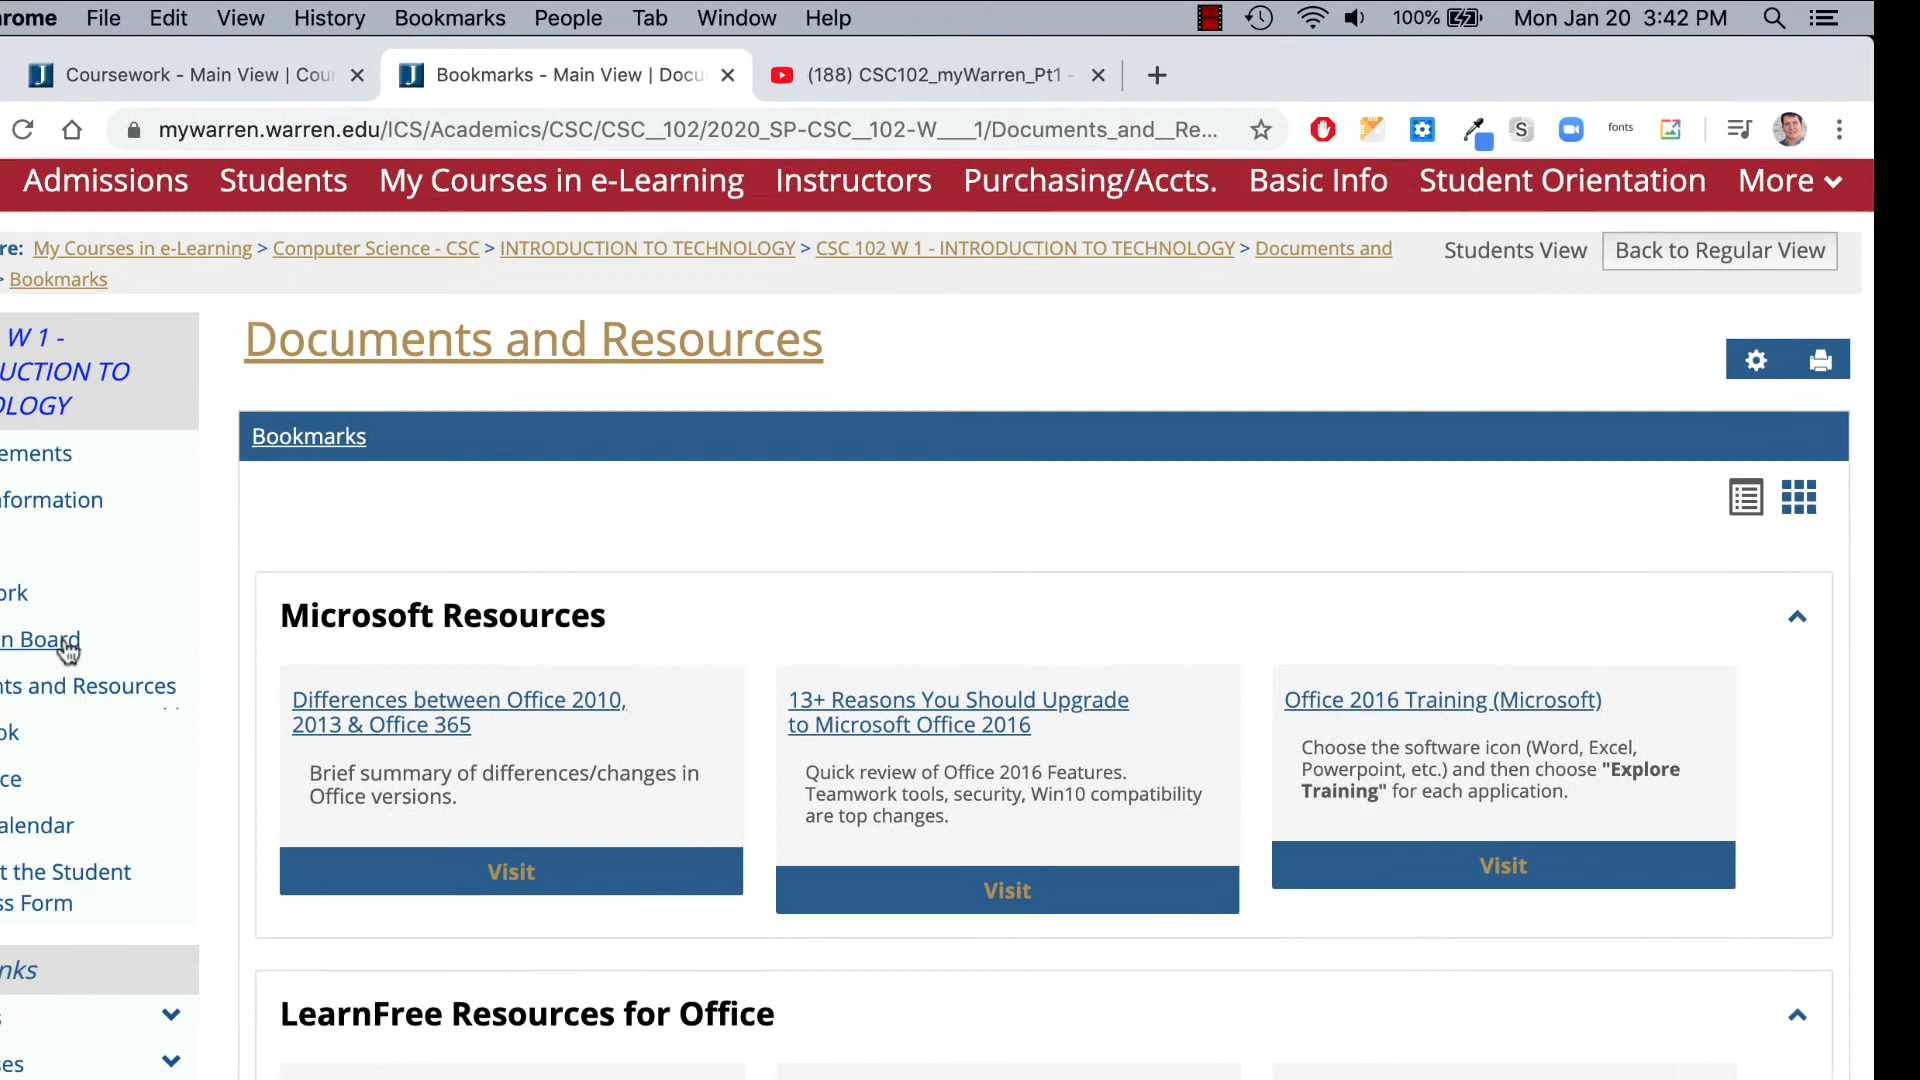 rome File Edit View History Bookmarks People Tab Window Help 100% Mon Jan 20 3:42 PM
Coursework - Main View | Cou Bookmarks - Main View | Docu (188) CSC102_myWarren_Pt1 -
mywarren.warren.edu/ICS/Academics/CSC/CSC__102/2020_SP-CSC__102-W____1/Documents_and__Re... S fonts
Admissions Students My Courses in e-Learning Instructors Purchasing/Accts. Basic Info Student Orientation More
re: My Courses in e-Learning > Computer Science - CSC > INTRODUCTION TO TECHNOLOGY > CSC 102 W 1 - INTRODUCTION TO TECHNOLOGY > Documents and
> Bookmarks
Students View Back to Regular View
W 1 -
UCTION TO
OLOGY
ements
nformation
ork
n Board
nts and Resources
ok
ce
alendar
t the Student
ss Form
nks
s
ses
Documents and Resources
Bookmarks
Microsoft Resources
Differences between Office 2010,
2013 & Office 365
Brief summary of differences/changes in
Office versions.
Visit
13+ Reasons You Should Upgrade
to Microsoft Office 2016
Quick review of Office 2016 Features.
Teamwork tools, security, Win10 compatibility
are top changes.
Visit
Office 2016 Training (Microsoft)
Choose the software icon (Word, Excel,
Powerpoint, etc.) and then choose "Explore
Training" for each application.
Visit
LearnFree Resources for Office